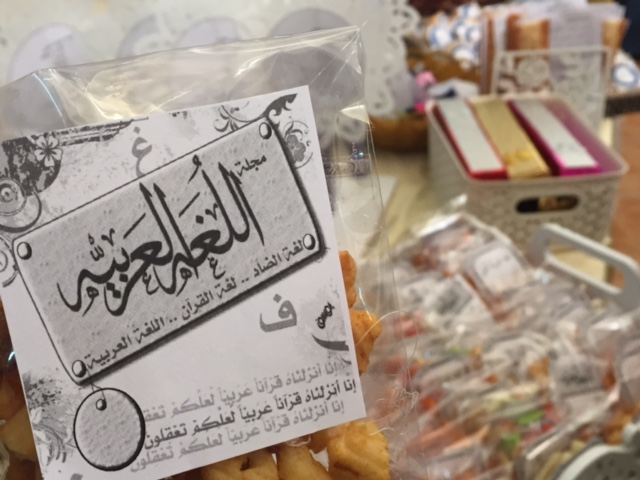 غ
مجلة
اللغة العربية
لغة الضاد .. لغة القرآن .. اللغة العربية
ف
إنا أنزلناه قرآناً عربياً لعلكم تعقلون
إنا أنزلناه قرآناً عربياً لعلكم تعقلون
إنا أنزلناه قرآناً عربياً لعلكم تعقلون